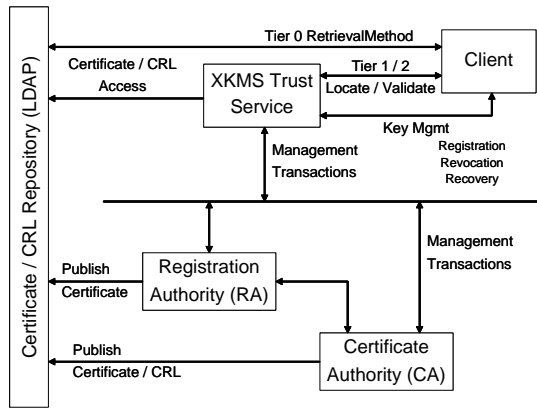 Tier 0 RetrievalMethod
Client
Certificate / CRL
Access
XKMS Trust
Service
Tier 1 / 2
Locate / Validate
Key Mgmt
Registration
Revocation
Recovery
Management
Transactions
Certificate / CRL Repository (LDAP)
Management
Transactions
Publish
Certificate
Registration
Authority (RA)
Publish
Certificate / CRL
Certificate
Authority (CA)